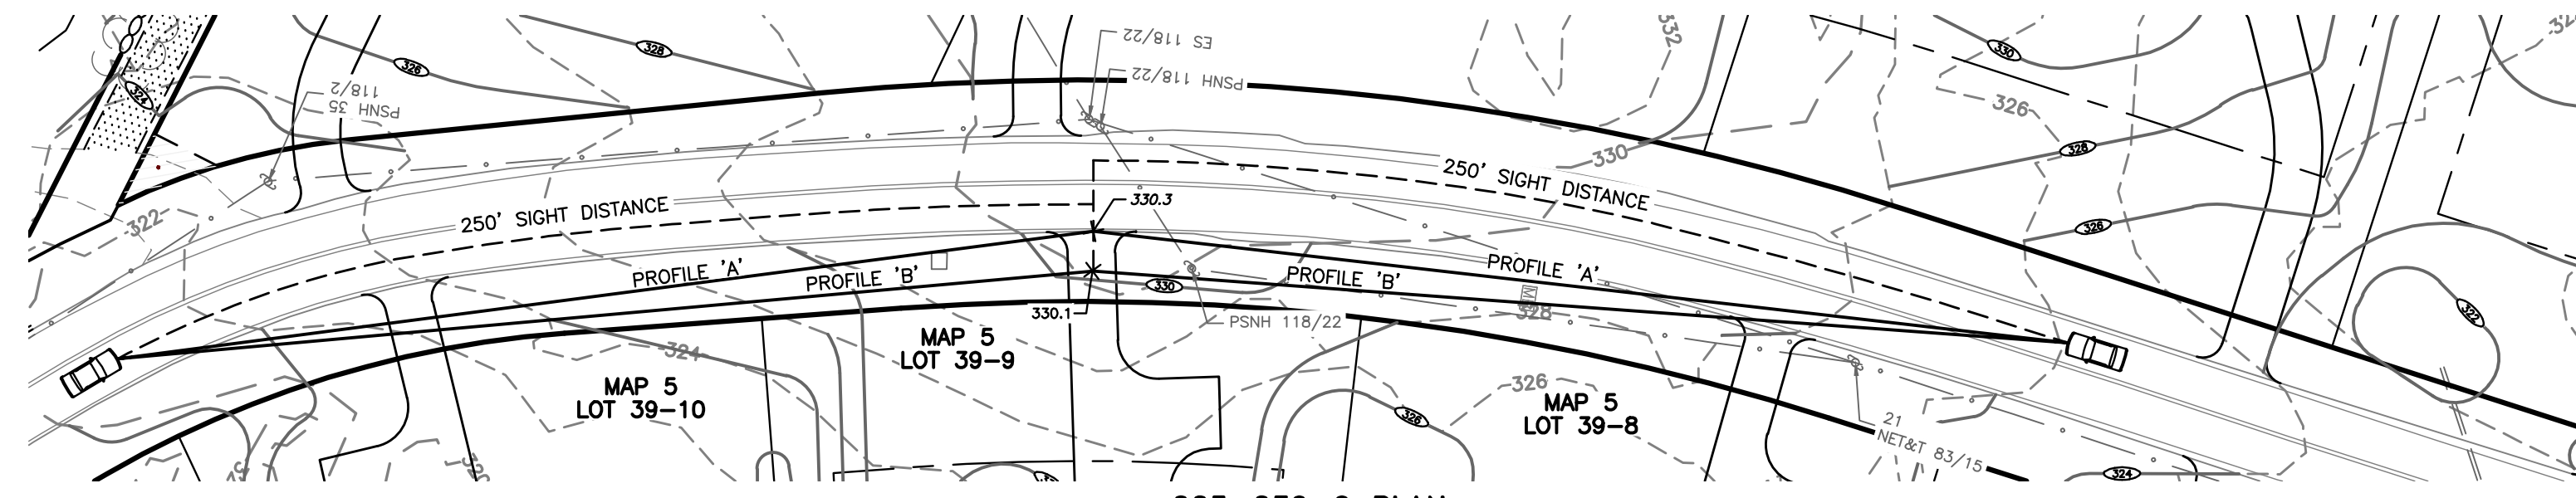 326
328
ES 118/22
PSNH 118/22
332
330
324
PSNH 35
118/2
326
328
330
250' SIGHT DISTANCE
250' SIGHT DISTANCE
330.3
322
326
PROFILE 'A'
PROFILE 'B'
PROFILE 'B'
PROFILE 'A'
330
328
330.1
PSNH 118/22
322
324
MAP 5
LOT 39-9
MAP 5
LOT 39-10
326
326
MAP 5
LOT 39-8
21
NET&T 83/15
324